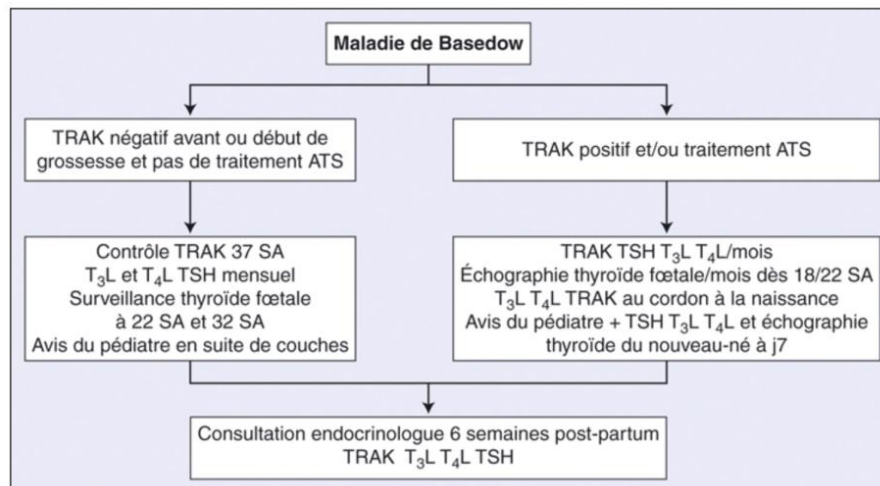 Maladie de Basedow
TRAK négatif avant ou début de
grossesse et pas de traitement ATS
TRAK positif et/ou traitement ATS
Contrôle TRAK 37 SA
T₃L et T₄L TSH mensuel
Surveillance thyroïde fœtale
à 22 SA et 32 SA
Avis du pédiatre en suite de couches
TRAK TSH T₃L T₄L/mois
Échographie thyroïde fœtale/mois dès 18/22 SA
T₃L T₄L TRAK au cordon à la naissance
Avis du pédiatre + TSH T₃L T₄L et échographie
thyroïde du nouveau-né à j7
Consultation endocrinologue 6 semaines post-partum
TRAK T₃L T₄L TSH